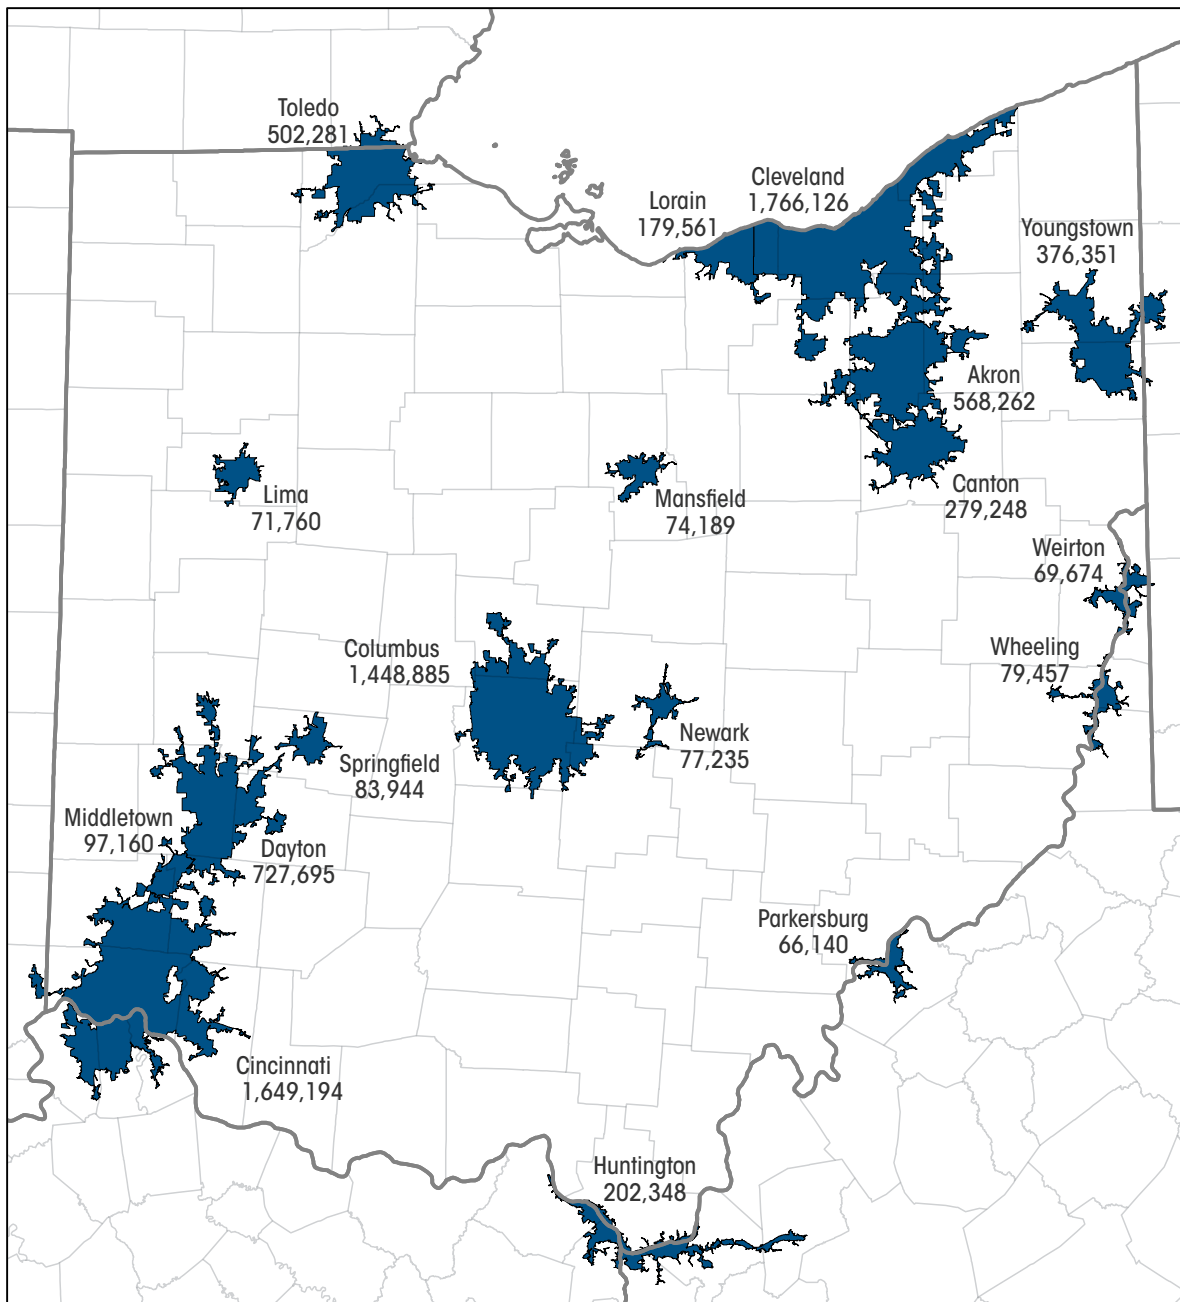 Toledo
502,281
Cleveland
1,766,126
Lorain
179,561
Youngstown
376,351
Akron
568,262
Lima
71,760
Mansfield
74,189
Canton
279,248
Weirton
69,674
Columbus
1,448,885
Wheeling
79,457
Newark
77,235
Springfield
83,944
Middletown
97,160
Dayton
727,695
Parkersburg
66,140
Cincinnati
1,649,194
Huntington
202,348